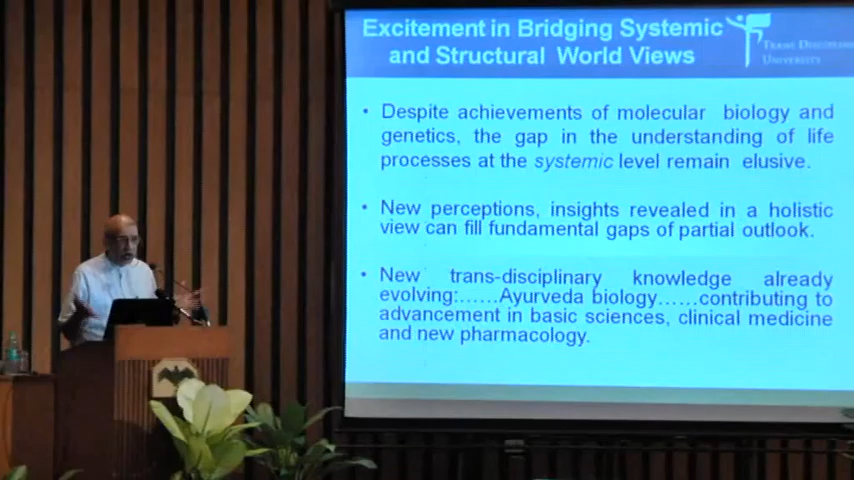 Excitement in Bridging Systemic
and Structural World Views
TRANS DISCIPLINARY
UNIVERSITY
• Despite achievements of molecular biology and
genetics, the gap in the understanding of life
processes at the systemic level remain elusive.
• New perceptions, insights revealed in a holistic
view can fill fundamental gaps of partial outlook.
• New trans-disciplinary knowledge already
evolving:......Ayurveda biology......contributing to
advancement in basic sciences, clinical medicine
and new pharmacology.